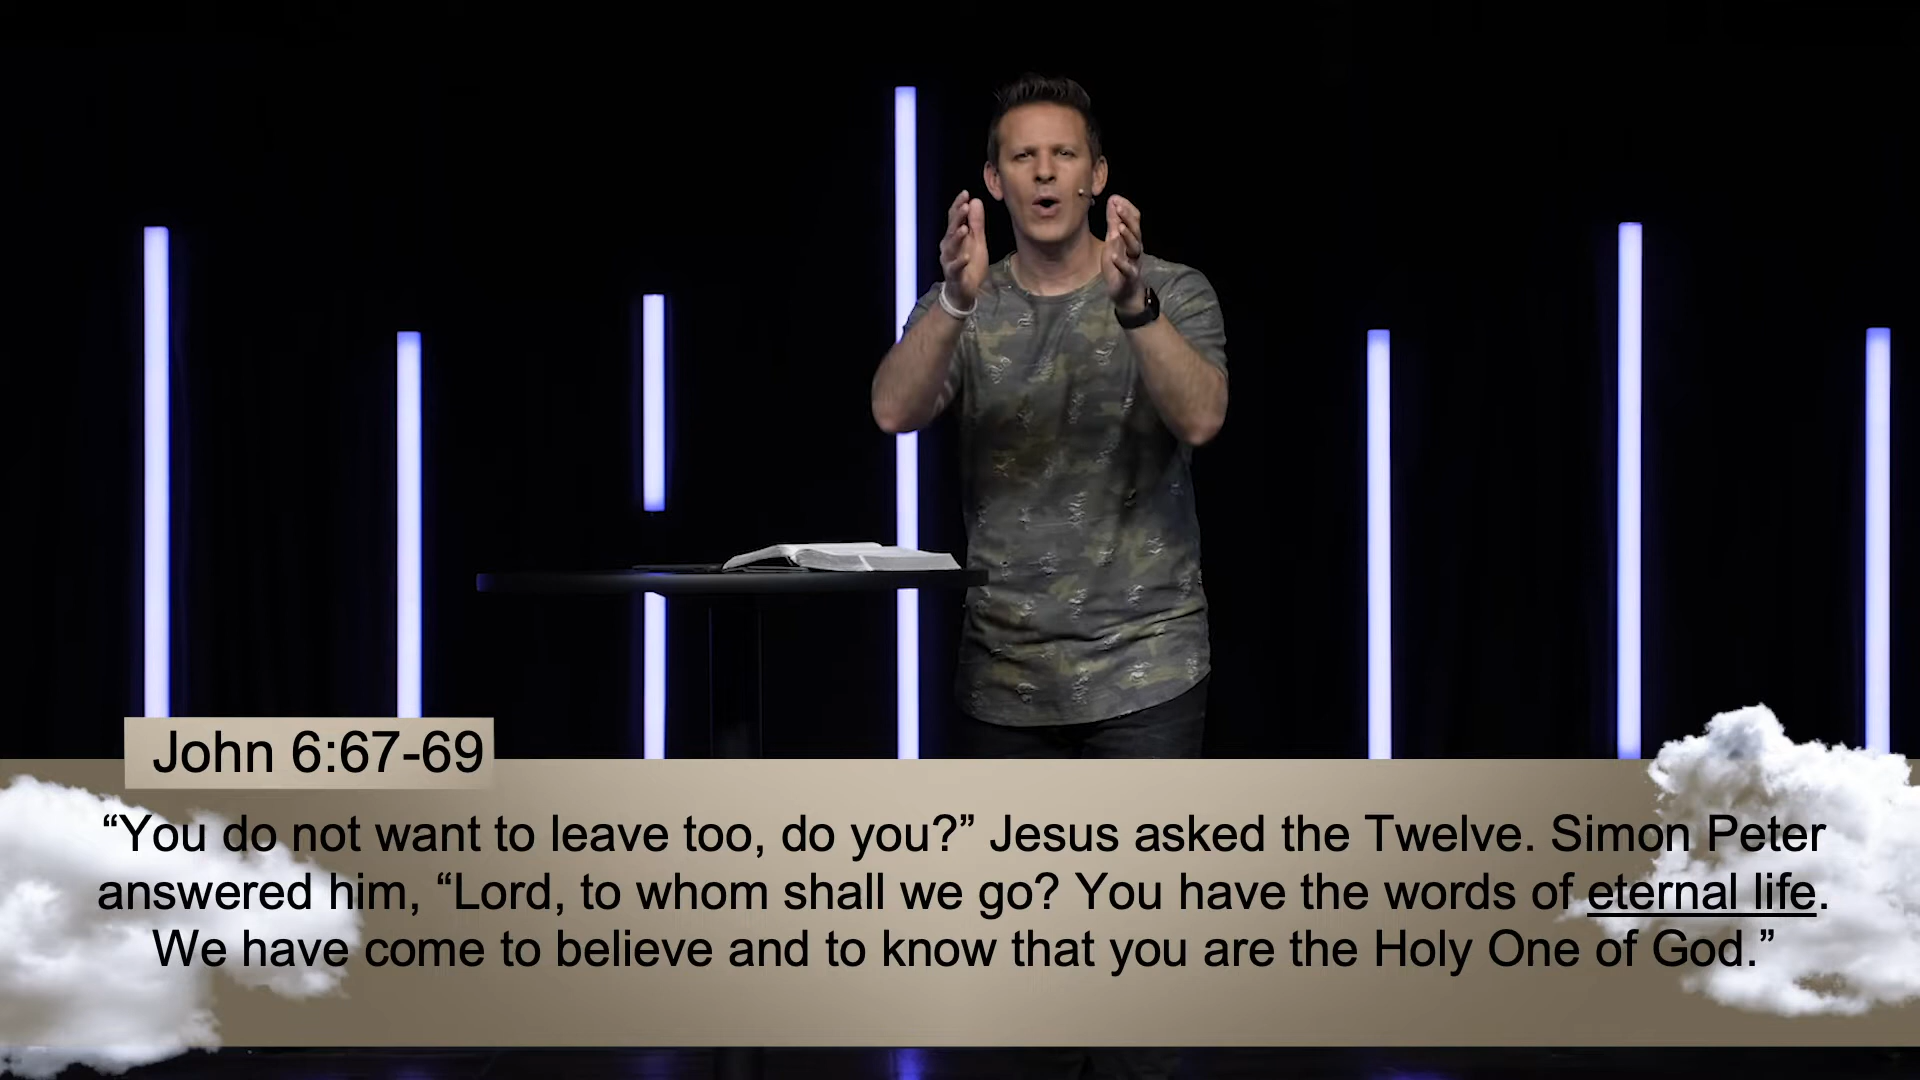 John 6:67-69
“You do not want to leave too, do you?” Jesus asked the Twelve. Simon Peter
answered him, “Lord, to whom shall we go? You have the words of eternal life.
We have come to believe and to know that you are the Holy One of God.”